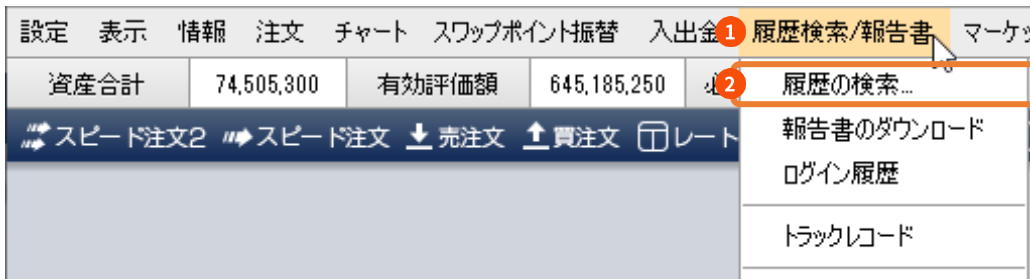 設定 表示 情報 注文 チャート スワップポイント振替 入出金 1 履歴検索/報告書 マーケッ
資産合計 74,505,300 有効評価額 645,185,250 2 履歴の検索...
スピード注文2 スピード注文 売注文 買注文 レート 報告書のダウンロード
ログイン履歴
トラックレコード